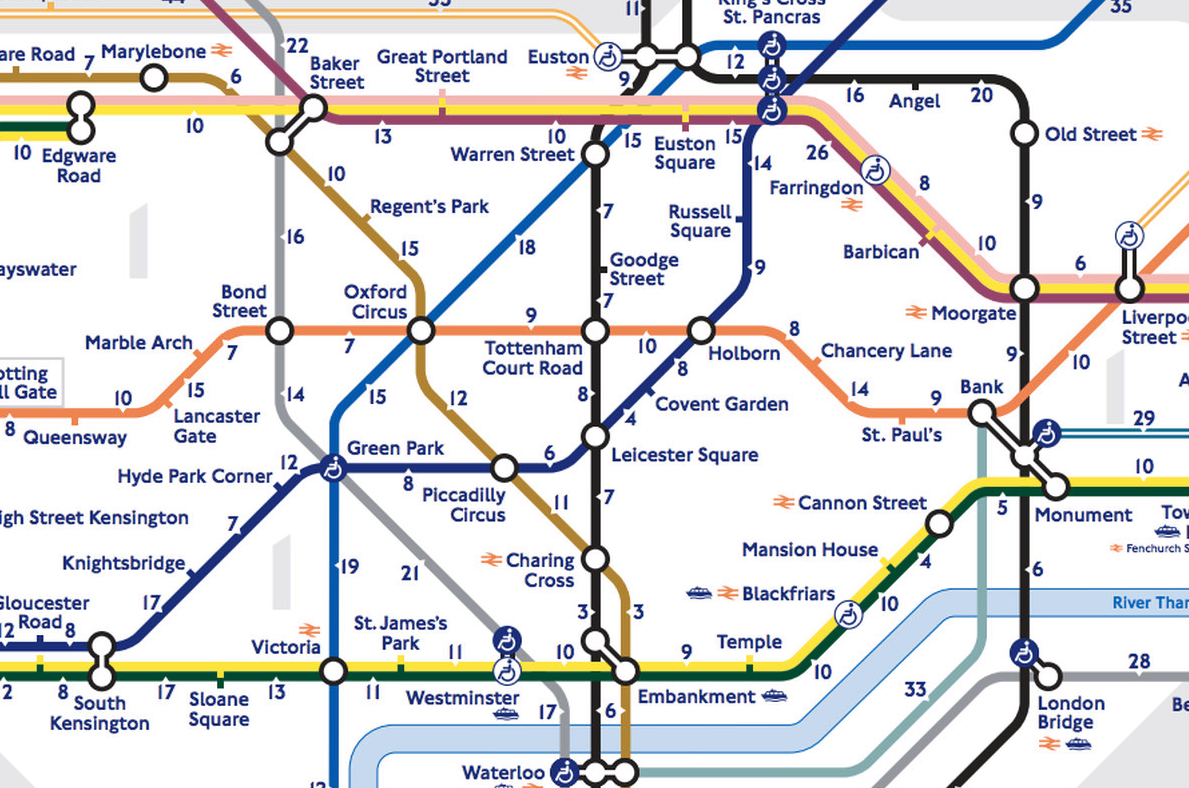 35
11
King's Cross
St. Pancras
35
22
are Road
7
Marylebone
6
Baker
Street
Great Portland
Street
Euston
9
12
16
Angel
20
10
13
10
15
Euston
Square
15
26
Old Street
10
Edgware
Road
Warren Street
14
Farringdon
8
10
Regent's Park
7
Russell
Square
9
16
15
18
Barbican
10
ayswater
Goodge
Street
9
6
7
Bond
Street
Oxford
Circus
9
Moorgate
Liverpo
Street
Marble Arch
7
7
Tottenham
Court Road
10
Holborn
8
Chancery Lane
9
10
otting
ll Gate
15
14
15
12
8
8
14
Bank
A
10
Lancaster
Gate
4
Covent Garden
9
8
Queensway
St. Paul's
29
Green Park
6
Leicester Square
Hyde Park Corner
12
8
10
igh Street Kensington
Piccadilly
Circus
11
7
Cannon Street
5
Monument
Tow
7
Mansion House
Fenchurch S
Knightsbridge
19
21
Charing
Cross
4
6
Gloucester
Road
17
Blackfriars
10
River Than
12
8
Victoria
St. James's
Park
3
3
Temple
11
10
9
10
28
2
8
17
13
11
Westminster
Embankment
33
South
Kensington
Sloane
Square
17
6
London
Bridge
Be
Waterloo